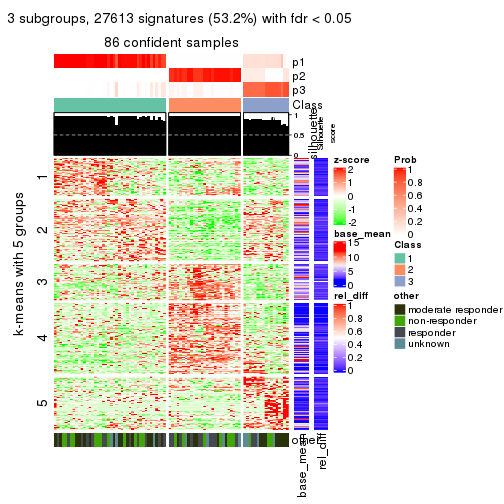 3 subgroups, 27613 signatures (53.2%) with fdr < 0.05
86 confident samples
p1
p2
p3
Class
1
0.5
0
silhouette
Silhouette
score
k-means with 5 groups
1
2
3
4
5
other
base_mean
rel_diff
z-score
2
1
0
-1
-2
base_mean
15
10
5
0
rel_diff
1
0.8
0.6
0.4
0.2
0
Prob
1
0.8
0.6
0.4
0.2
0
Class
1
2
3
other
moderate responder
non-responder
responder
unknown